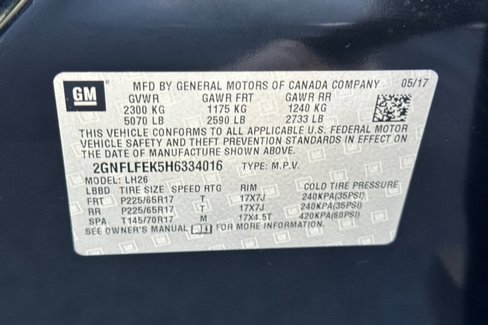 GM
MFD BY GENERAL MOTORS OF CANADA COMPANY 05/17
GVWR GAWR FRT GAWR RR
2300 KG 1175 KG 1240 KG
5070 LB 2590 LB 2733 LB
THIS VEHICLE CONFORMS TO ALL APPLICABLE U.S. FEDERAL MOTOR
VEHICLE SAFETY, BUMPER, AND THEFT PREVENTION STANDARDS IN
EFFECT ON THE DATE OF MANUFACTURE SHOWN ABOVE.
2GNFLFEK5H6334016 TYPE: M.P.V.
MODEL: LH26
LBBD TIRE SIZE SPEED RTG RIM COLD TIRE PRESSURE
FRT P225/65R17 T 17X7J 240KPA(35PSI)
RR P225/65R17 T 17X7J 240KPA(35PSI)
SPA T145/70R17 M 17X4.5T 420KPA(60PSI)
SEE OWNER'S MANUAL FOR ADDITIONAL INFORMATION.